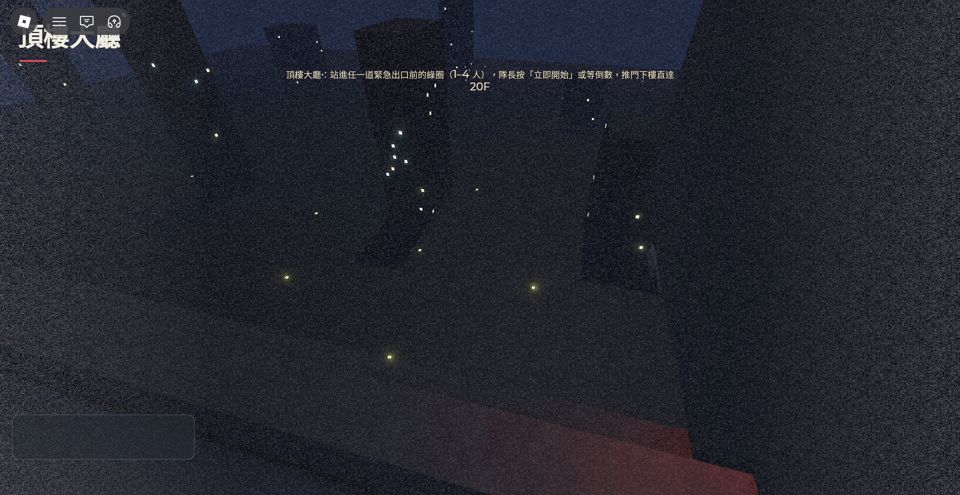 頂樓大廳
頂樓大廳：站進任一道緊急出口前的綠圈（1–4 人），隊長按「立即開始」或等倒數，推門下樓直達
20F